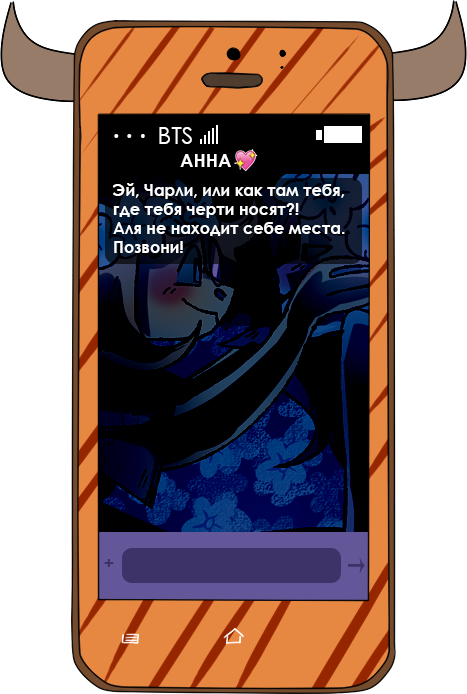 BTS
АННА💖
Эй, Чарли, или как там тебя,
где тебя черти носят?!
Аля не находит себе места.
Позвони!